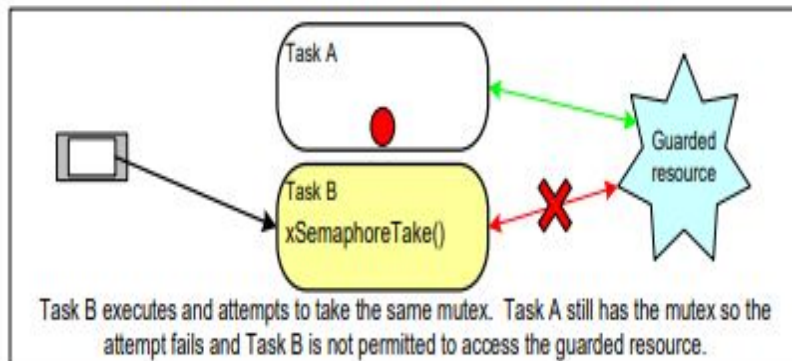 Task A
Guarded
resource
Task B
xSemaphoreTake()
Task B executes and attempts to take the same mutex. Task A still has the mutex so the
attempt fails and Task B is not permitted to access the guarded resource.